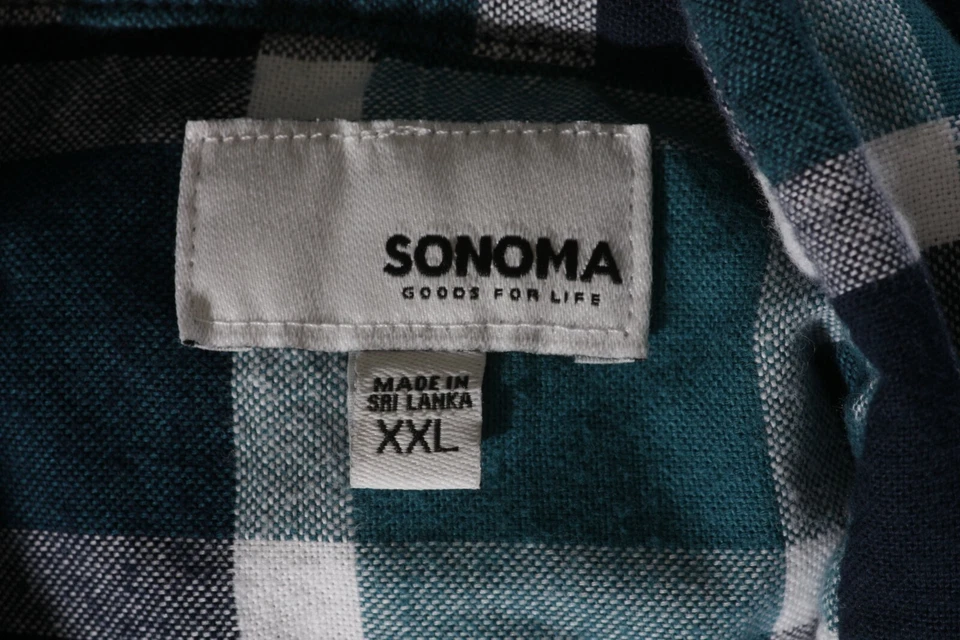 SONOMA
GOODS FOR LIFE
MADE IN
SRI LANKA
XXL